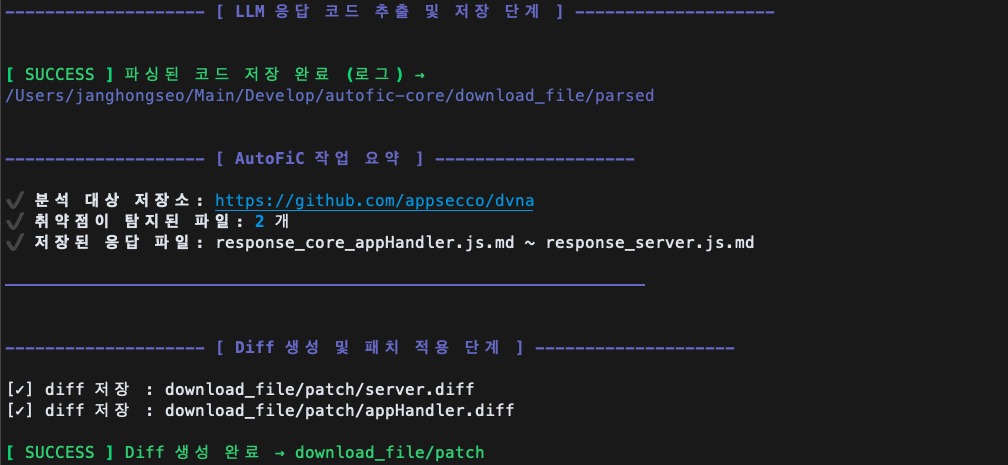 -------------------- [ LLM 응답 코드 추출 및 저장 단계 ] --------------------
[ SUCCESS ] 파싱된 코드 저장 완료 (로그) →
/Users/janghongseo/Main/Develop/autofic-core/download_file/parsed
-------------------- [ AutoFiC 작업 요약 ] --------------------
✔ 분석 대상 저장소: https://github.com/appsecco/dvna
✔ 취약점이 탐지된 파일: 2 개
✔ 저장된 응답 파일: response_core_appHandler.js.md ~ response_server.js.md
-------------------- [ Diff 생성 및 패치 적용 단계 ] --------------------
[✓] diff 저장 : download_file/patch/server.diff
[✓] diff 저장 : download_file/patch/appHandler.diff
[ SUCCESS ] Diff 생성 완료 → download_file/patch